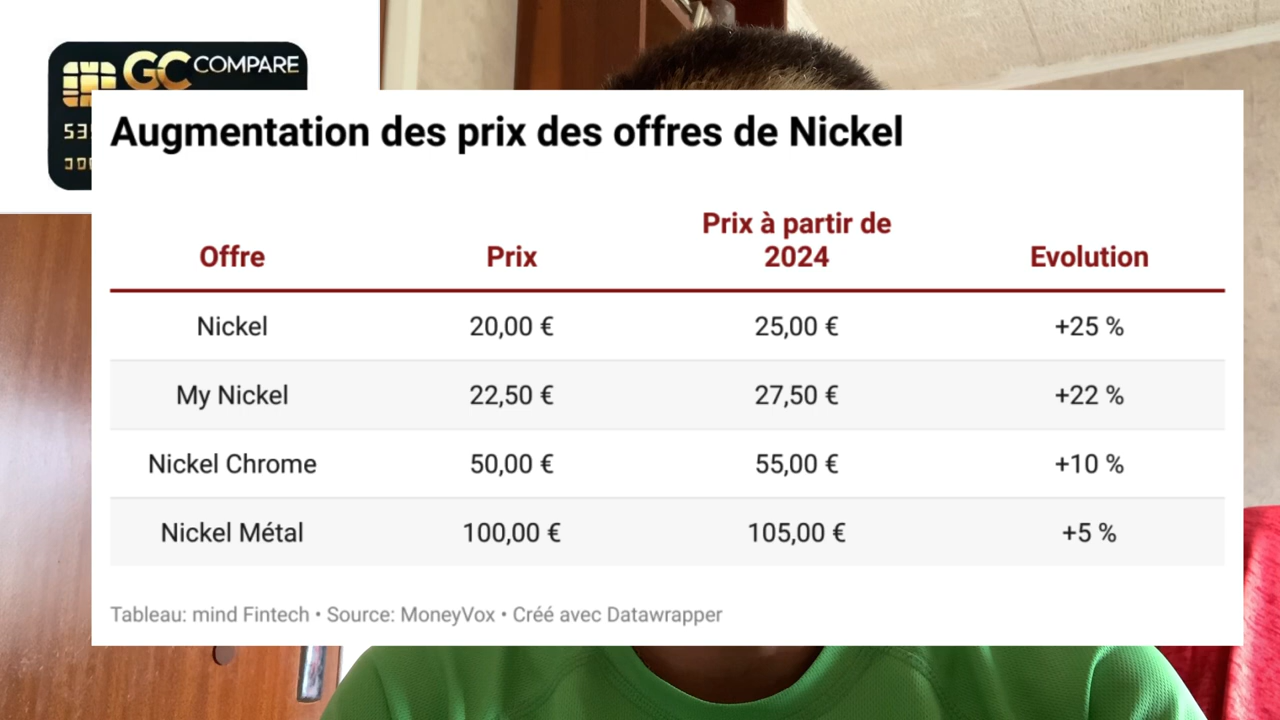 GC COMPARE
Augmentation des prix des offres de Nickel
Offre Prix Prix à partir de 2024 Evolution
Nickel 20,00 € 25,00 € +25 %
My Nickel 22,50 € 27,50 € +22 %
Nickel Chrome 50,00 € 55,00 € +10 %
Nickel Métal 100,00 € 105,00 € +5 %
Tableau: mind Fintech • Source: MoneyVox • Créé avec Datawrapper